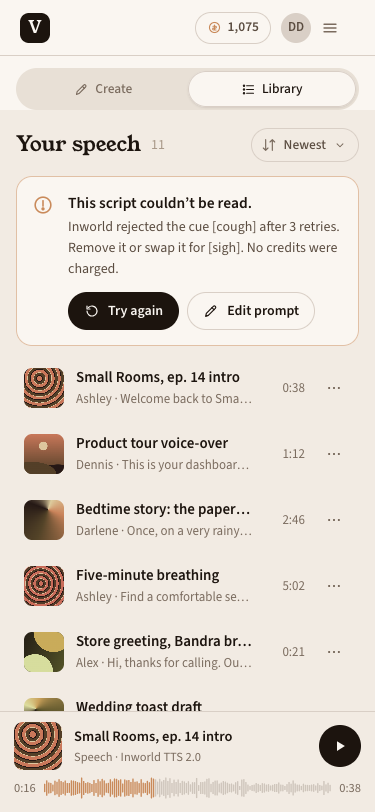 V
1,075
DD
Create
Library
Your speech 11
Newest
This script couldn’t be read.
Inworld rejected the cue [cough] after 3 retries.
Remove it or swap it for [sigh]. No credits were
charged.
Try again
Edit prompt
Small Rooms, ep. 14 intro
Ashley · Welcome back to Sma…
0:38
Product tour voice-over
Dennis · This is your dashboar…
1:12
Bedtime story: the paper…
Darlene · Once, on a very rainy…
2:46
Five-minute breathing
Ashley · Find a comfortable se…
5:02
Store greeting, Bandra br…
Alex · Hi, thanks for calling. Ou…
0:21
Wedding toast draft
Small Rooms, ep. 14 intro
Speech · Inworld TTS 2.0
0:16
0:38